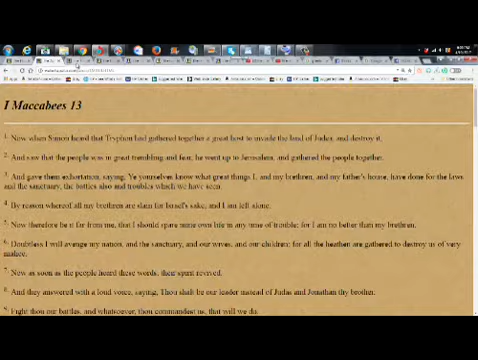 I Maccabees 13
1. Now when Simon heard that Tryphon had gathered together a great host to invade the land of Judea, and destroy it,
2. And saw that the people was in great trembling and fear, he went up to Jerusalem, and gathered the people together,
3. And gave them exhortation, saying, Ye yourselves know what great things I, and my brethren, and my father's house, have done for the laws
and the sanctuary, the battles also and troubles which we have seen.
4. By reason whereof all my brethren are slain for Israel's sake, and I am left alone.
5. Now therefore be it far from me, that I should spare mine own life in any time of trouble: for I am no better than my brethren.
6. Doubtless I will avenge my nation, and the sanctuary, and our wives, and our children: for all the heathen are gathered to destroy us of very
malice.
7. Now as soon as the people heard these words, their spirit revived.
8. And they answered with a loud voice, saying, Thou shalt be our leader instead of Judas and Jonathan thy brother.
9. Fight thou our battles, and whatsoever, thou commandest us, that will we do.